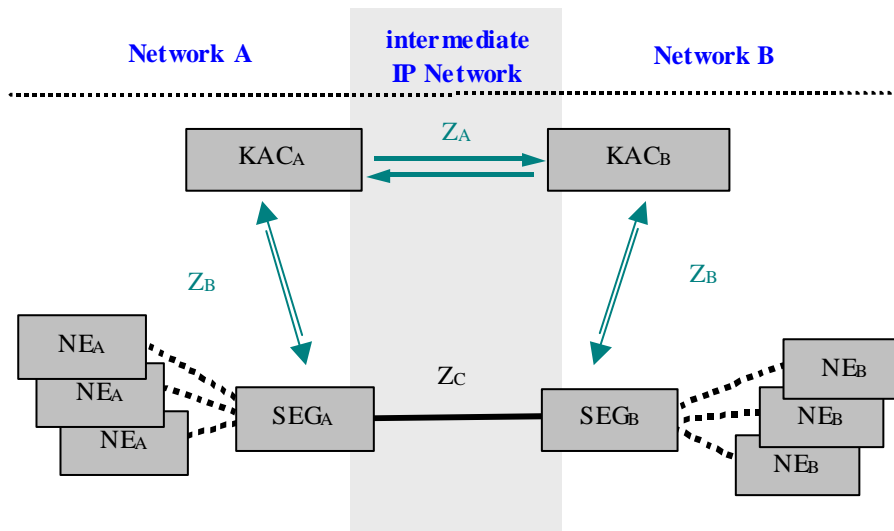 Network A
intermediate
IP Network
Network B
ZA
KACA
KACB
ZB
ZB
NEA
NEA
NEA
ZC
SEGA
SEGB
NEB
NEB
NEB